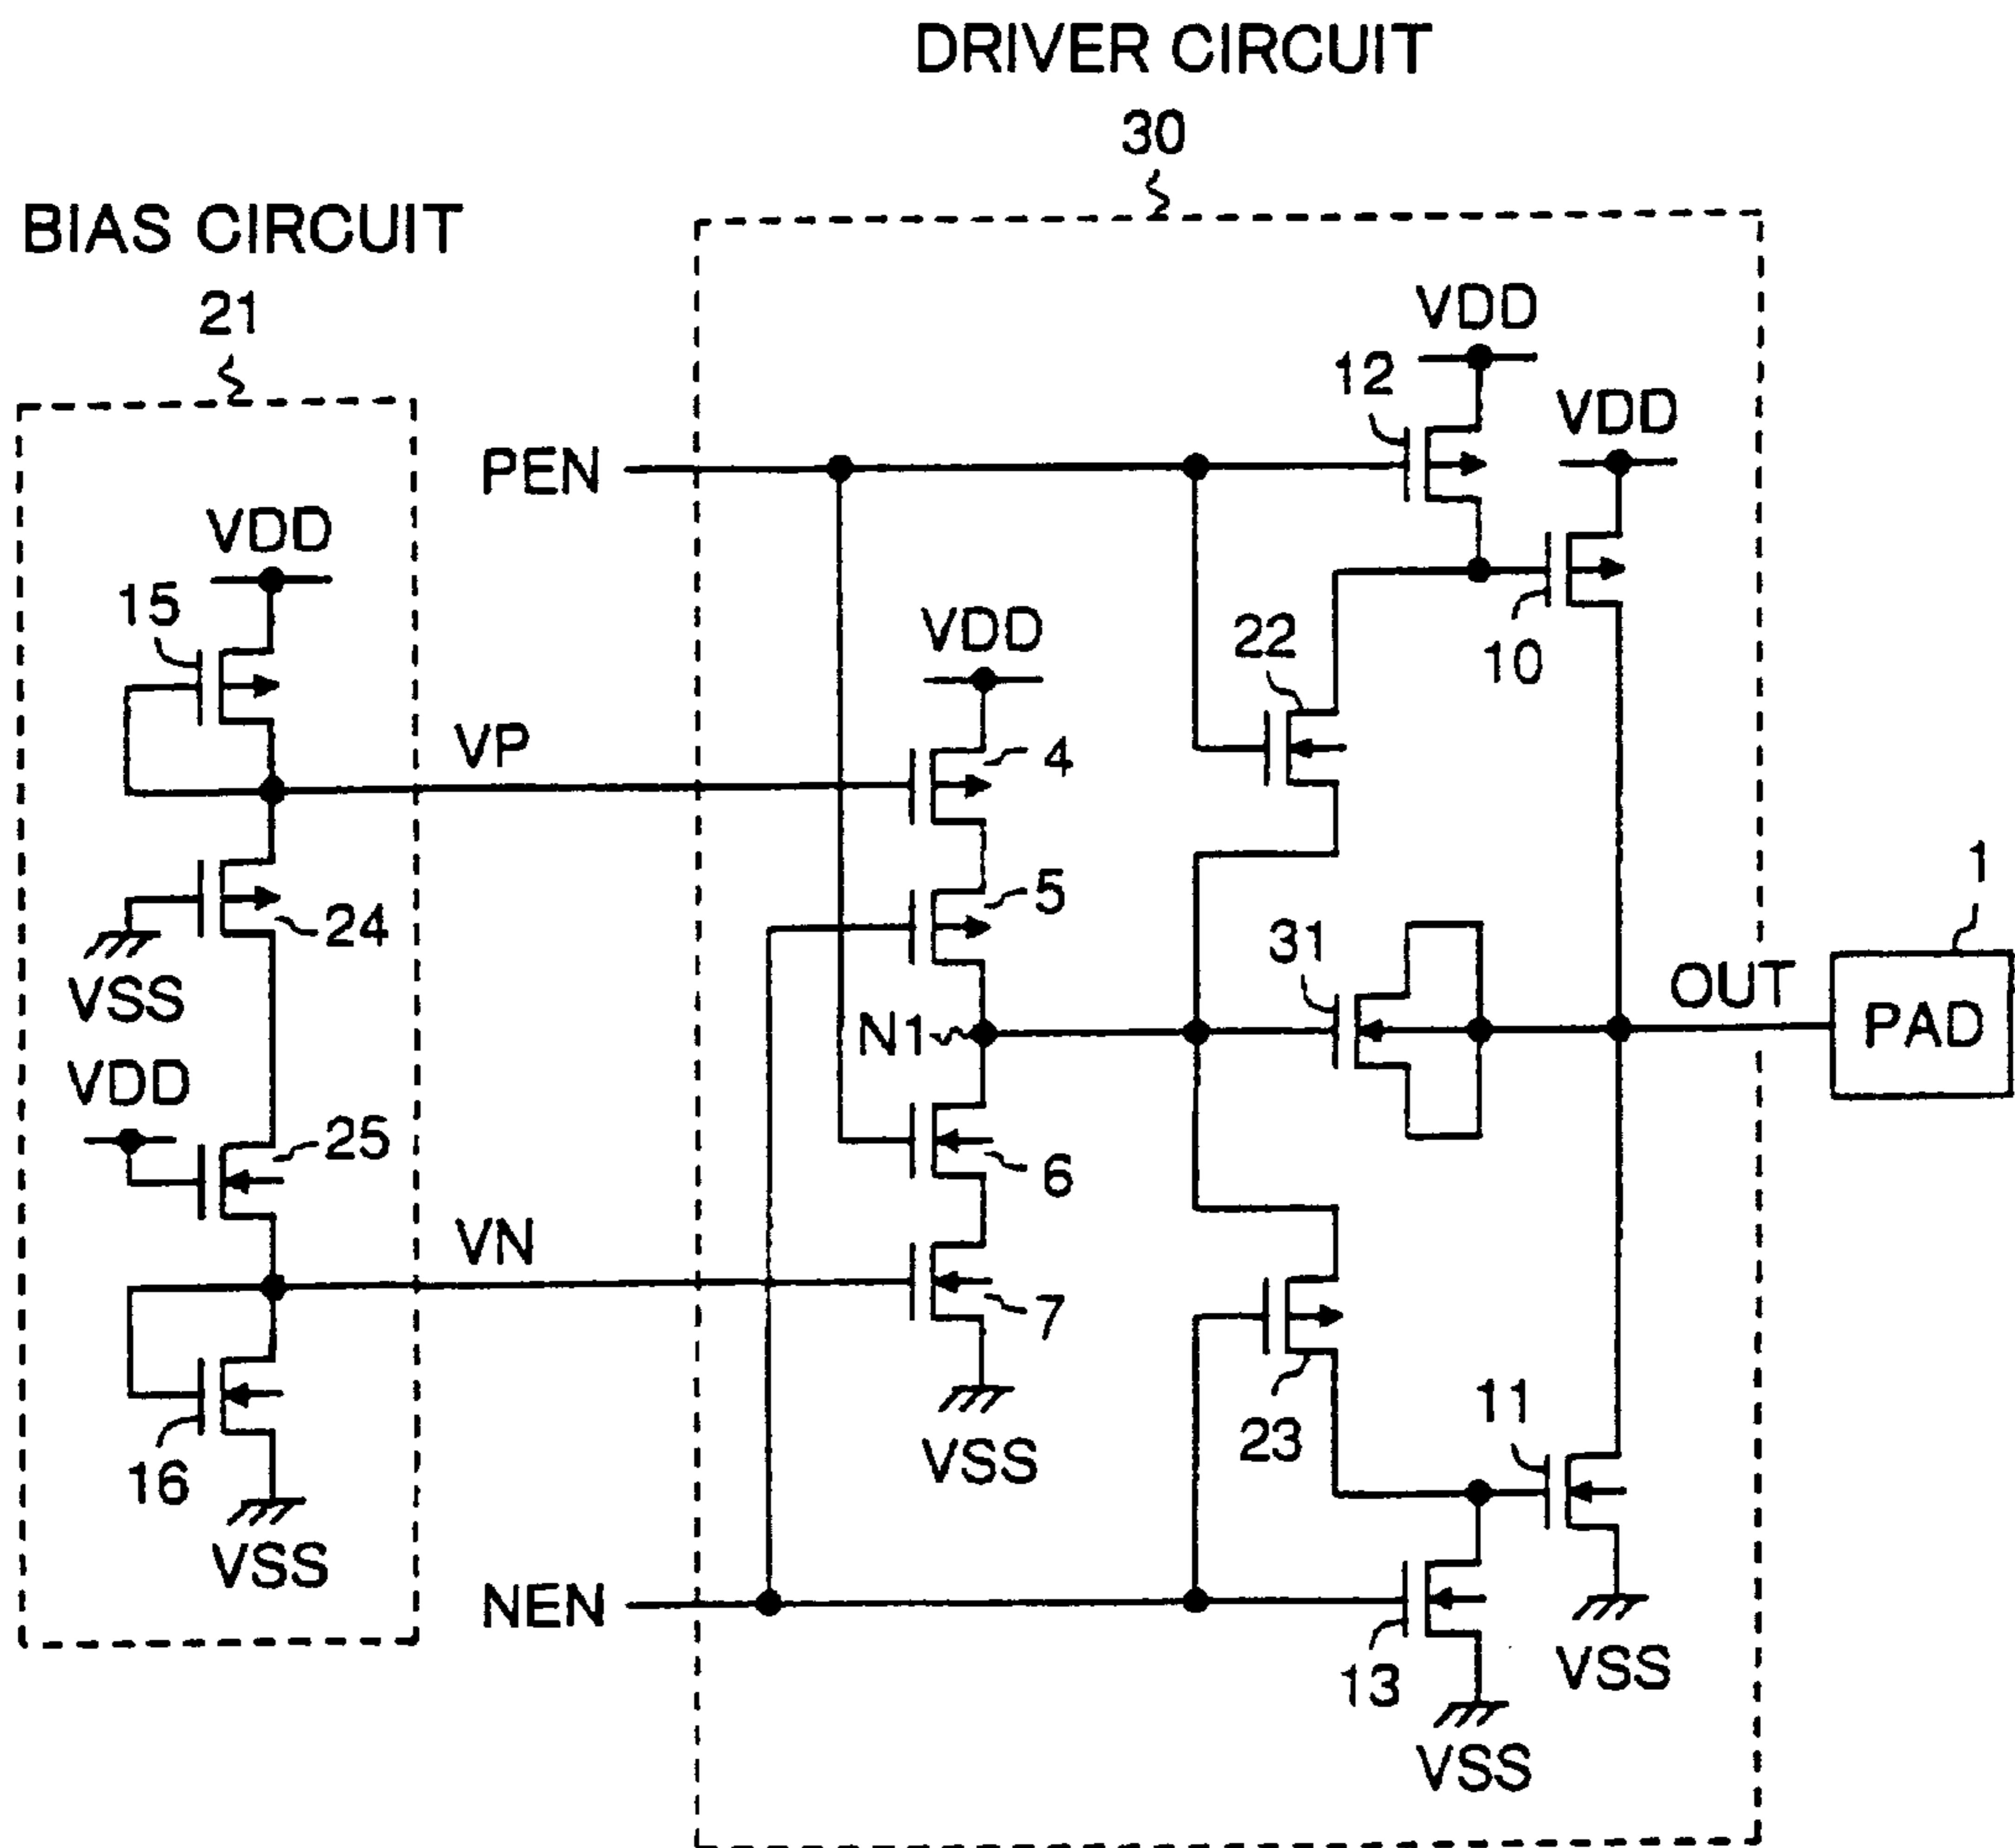 DRIVER CIRCUIT
30
BIAS CIRCUIT
21
VDD
12
VDD
PEN
VDD
15
VDD
22
10
VP
4
1
24
5
31
VSS
OUT
PAD
N1
VDD
25
6
VN
7
11
23
16
VSS
VSS
NEN
13
VSS
VSS